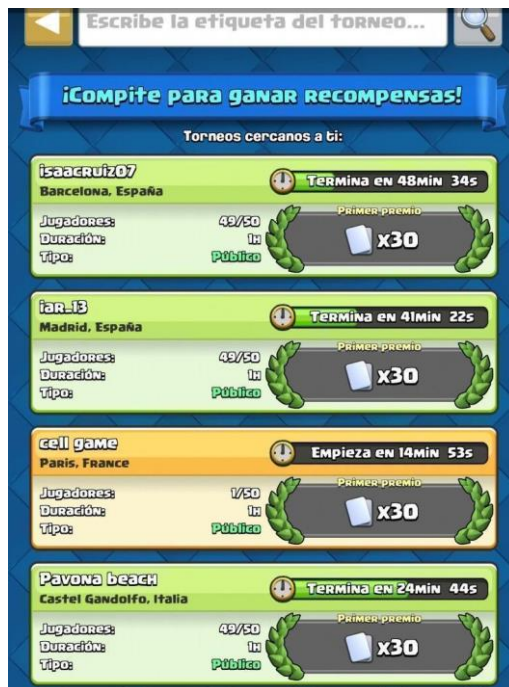 Escribe la etiqueta del torneo...
¡Compite para ganar recompensas!
Torneos cercanos a ti:
isaacruiz07
Termina en 48min 34s
Barcelona, España
Primer premio
Jugadores: 49/50
Duración: 1H
x30
Tipo: Público
iar_13
Termina en 41min 22s
Madrid, España
Primer premio
Jugadores: 49/50
Duración: 1H
x30
Tipo: Público
cell game
Empieza en 14min 53s
Paris, France
Primer premio
Jugadores: 1/50
Duración: 1H
x30
Tipo: Público
Pavona beach
Termina en 24min 44s
Castel Gandolfo, Italia
Primer premio
Jugadores: 49/50
Duración: 1H
x30
Tipo: Público